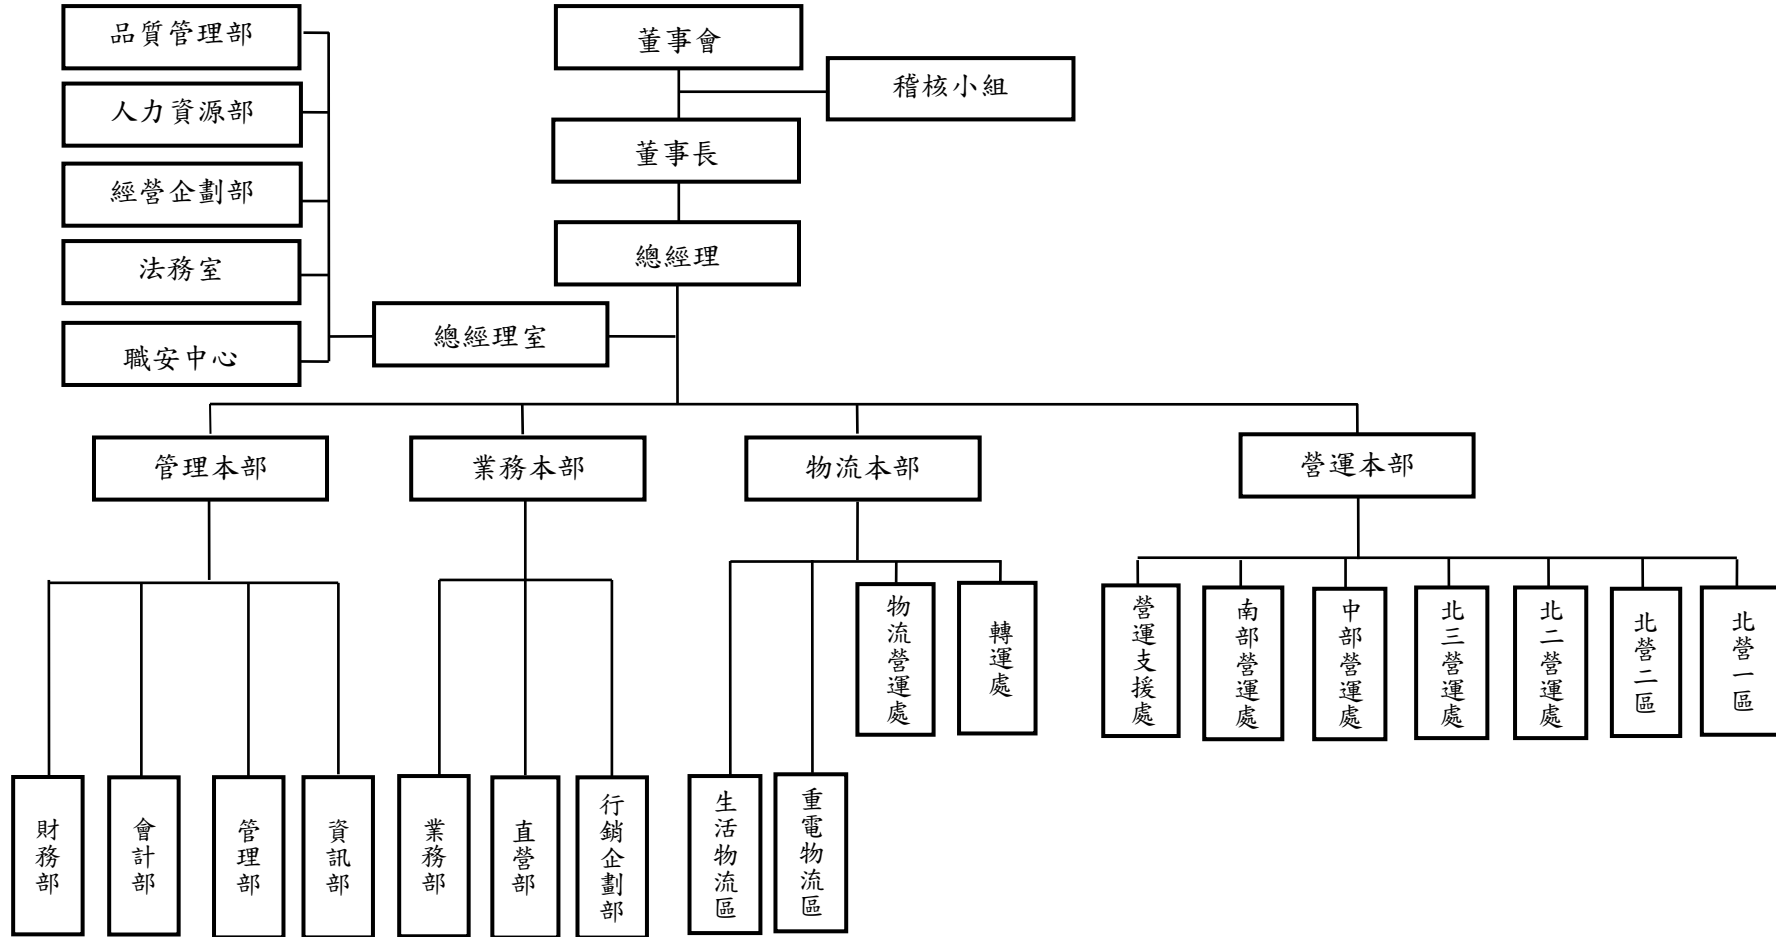 品質管理部
董事會
稽核小組
人力資源部
董事長
經營企劃部
總經理
法務室
總經理室
職安中心
管理本部
業務本部
物流本部
營運本部
物流營運處
轉運處
營運支援處
南部營運處
中部營運處
北三營運處
北二營運處
北營二區
北營一區
財務部
會計部
管理部
資訊部
業務部
直營部
行銷企劃部
生活物流區
重電物流區